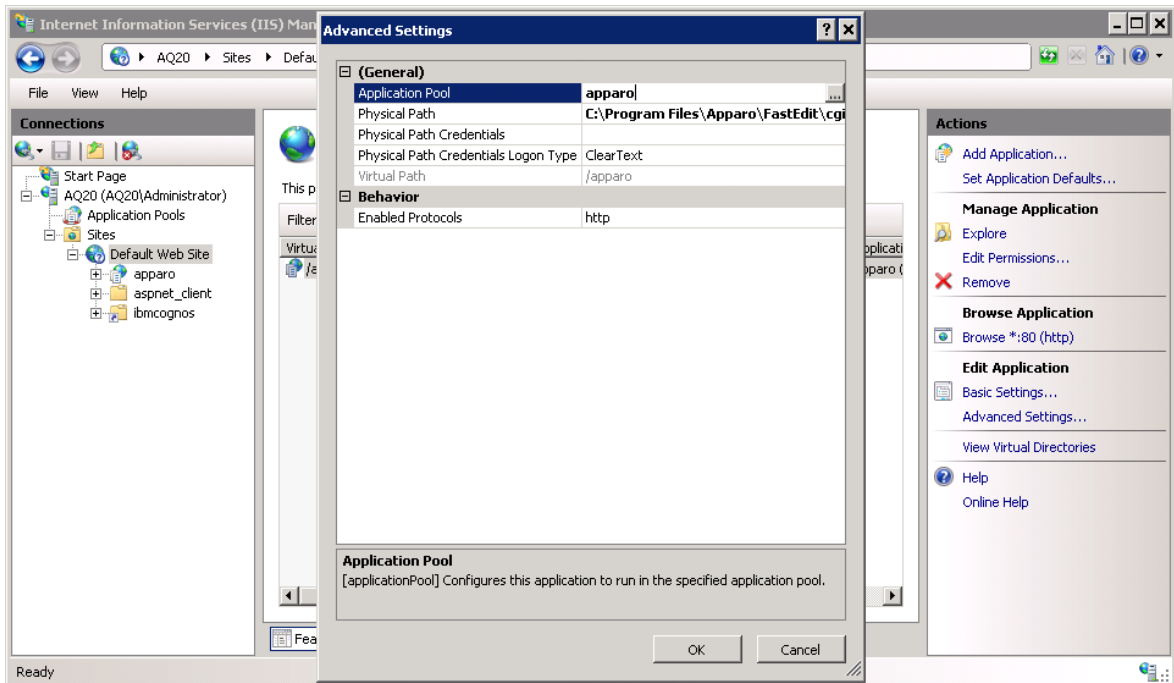 Internet Information Services (IIS) Man
AQ20 Sites Defau
File View Help
Connections
Start Page
AQ20 (AQ20\Administrator)
Application Pools
Sites
Default Web Site
apparo
aspnet_client
ibmcognos
This p
Filter
Virtua
/a
Fea
Advanced Settings
(General)
Application Pool apparo ...
Physical Path C:\Program Files\Apparo\FastEdit\cgi
Physical Path Credentials
Physical Path Credentials Logon Type ClearText
Virtual Path /apparo
Behavior
Enabled Protocols http
Application Pool
[applicationPool] Configures this application to run in the specified application pool.
OK Cancel
pplicati
pparo (
Actions
Add Application...
Set Application Defaults...
Manage Application
Explore
Edit Permissions...
Remove
Browse Application
Browse *:80 (http)
Edit Application
Basic Settings...
Advanced Settings...
View Virtual Directories
Help
Online Help
Ready